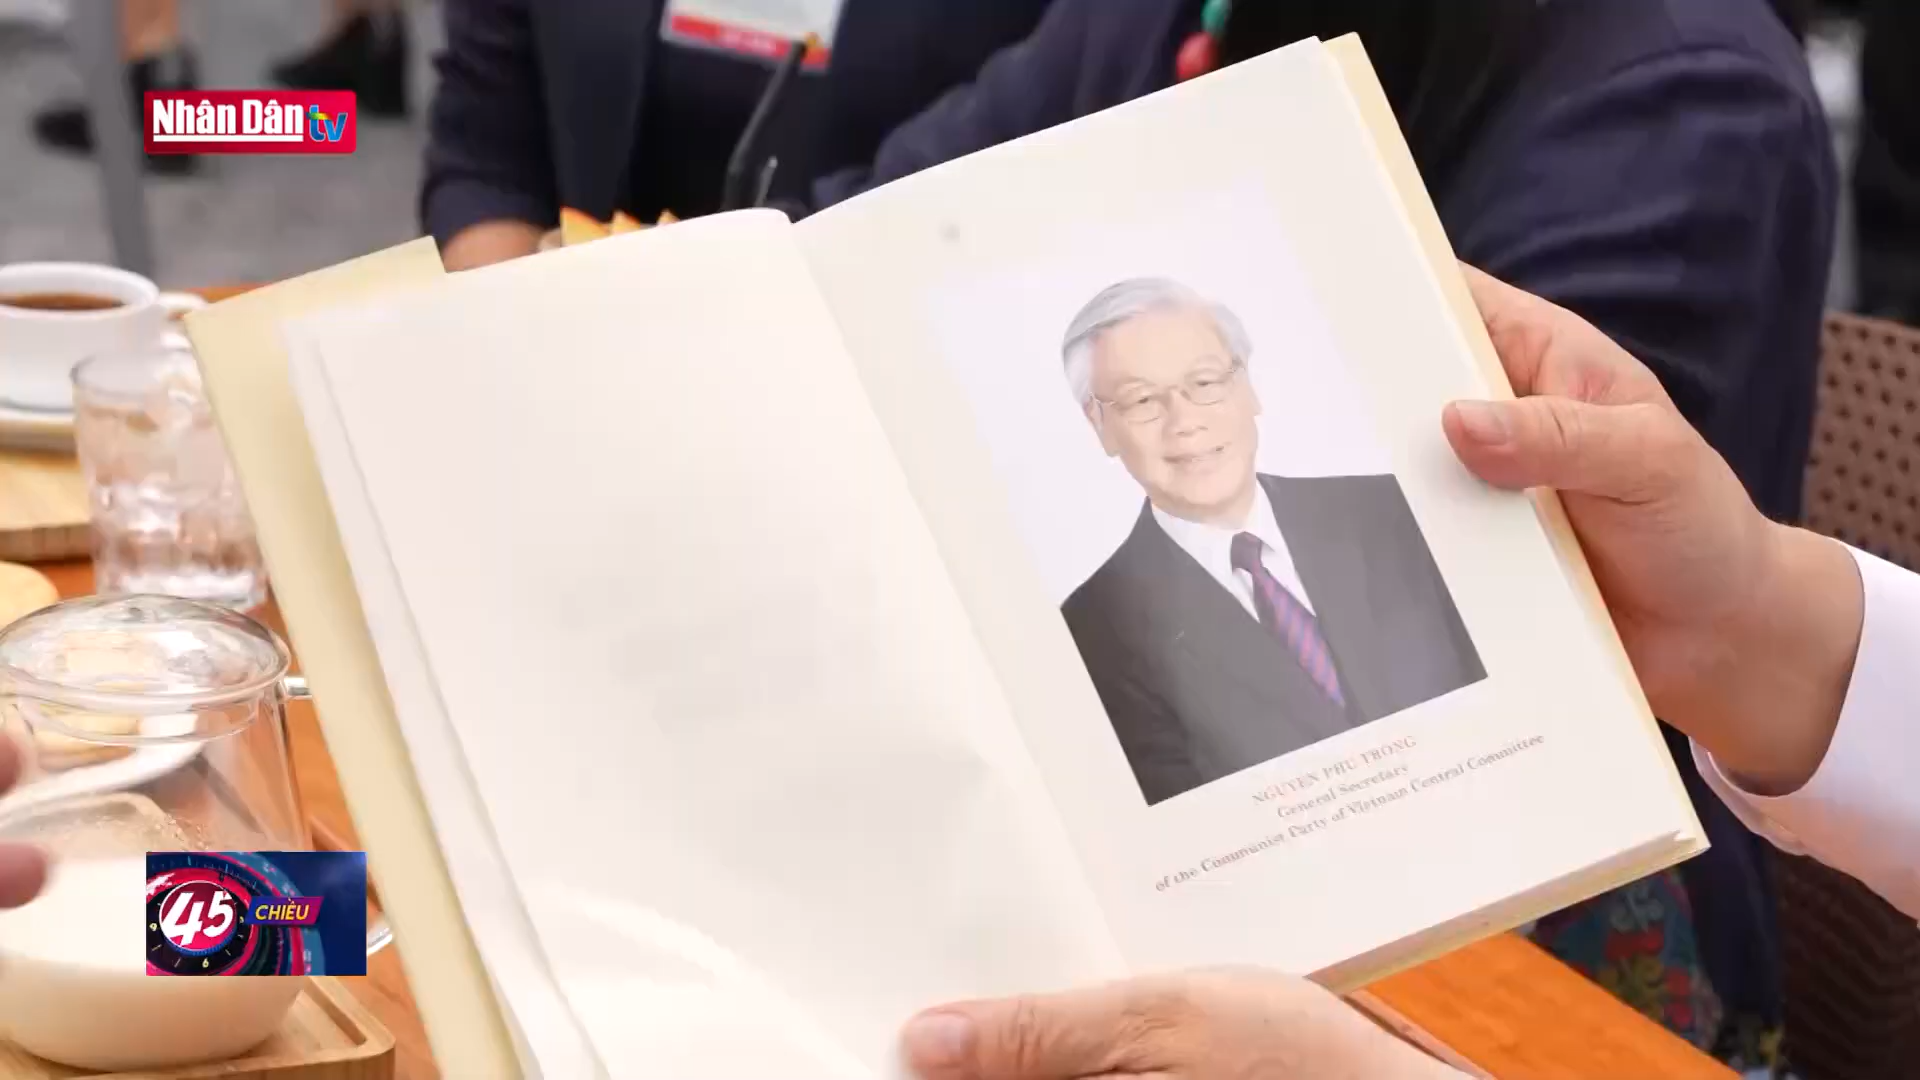 Nhân Dân tv
NGUYEN PHU TRONG
General Secretary
of the Communist Party of Vietnam Central Committee
45 CHIỀU